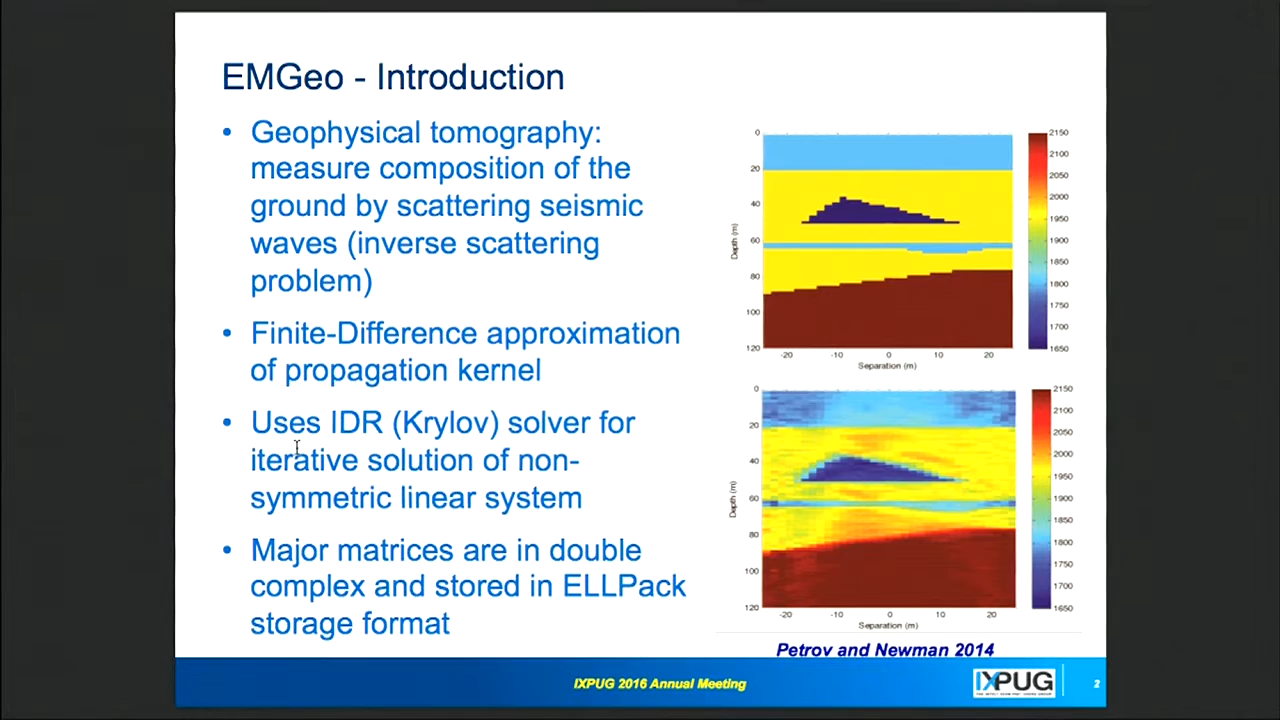 EMGeo - Introduction
• Geophysical tomography:
measure composition of the
ground by scattering seismic
waves (inverse scattering
problem)
• Finite-Difference approximation
of propagation kernel
• Uses IDR (Krylov) solver for
iterative solution of non-
symmetric linear system
• Major matrices are in double
complex and stored in ELLPack
storage format
0
20
40
60
80
100
120
Depth (m)
-20 -10 0 10 20
Separation (m)
2150
2100
2050
2000
1950
1900
1850
1800
1750
1700
1650
0
20
40
60
80
100
120
Depth (m)
-20 -10 0 10 20
Separation (m)
2150
2100
2050
2000
1950
1900
1850
1800
1750
1700
1650
Petrov and Newman 2014
IXPUG 2016 Annual Meeting
IXPUG
2